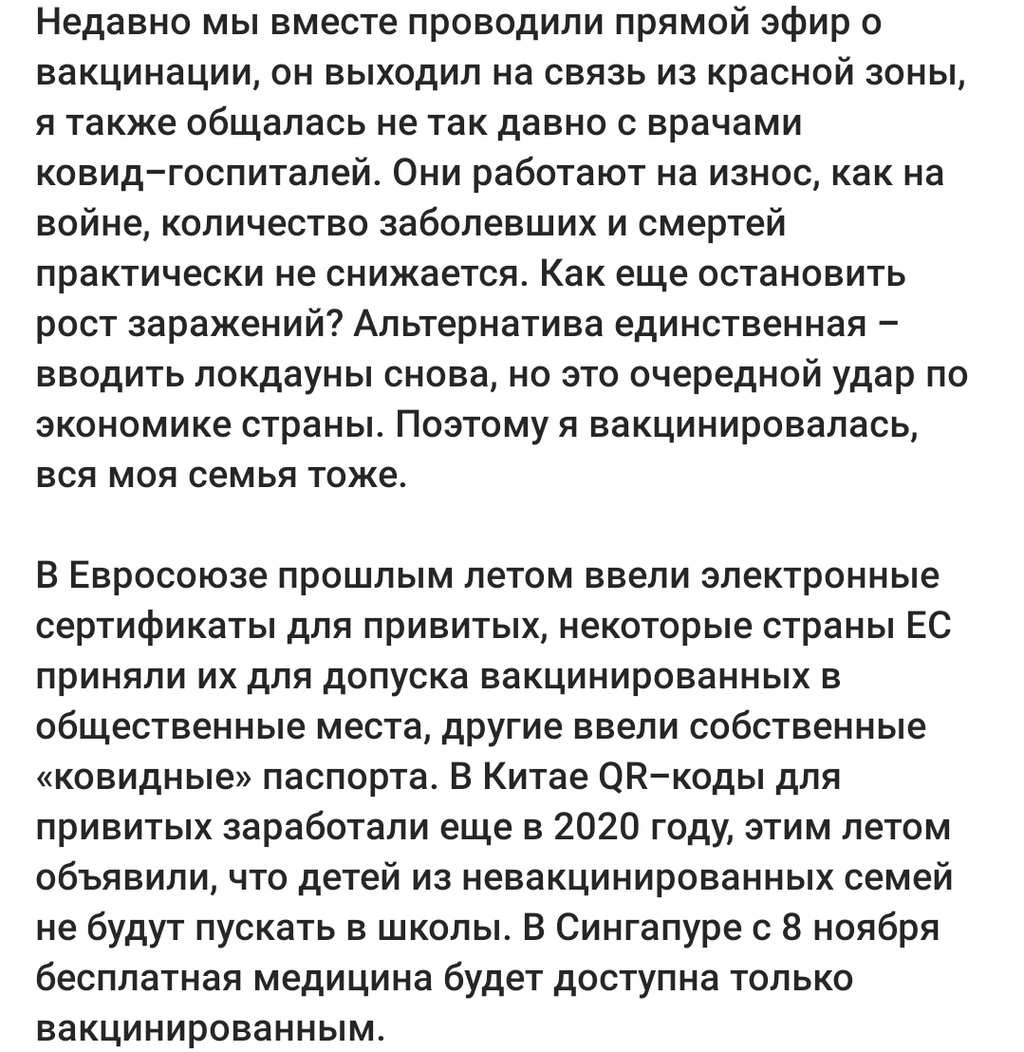 Недавно мы вместе проводили прямой эфир о
вакцинации, он выходил на связь из красной зоны,
я также общалась не так давно с врачами
ковид–госпиталей. Они работают на износ, как на
войне, количество заболевших и смертей
практически не снижается. Как еще остановить
рост заражений? Альтернатива единственная –
вводить локдауны снова, но это очередной удар по
экономике страны. Поэтому я вакцинировалась,
вся моя семья тоже.
В Евросоюзе прошлым летом ввели электронные
сертификаты для привитых, некоторые страны ЕС
приняли их для допуска вакцинированных в
общественные места, другие ввели собственные
«ковидные» паспорта. В Китае QR–коды для
привитых заработали еще в 2020 году, этим летом
объявили, что детей из невакцинированных семей
не будут пускать в школы. В Сингапуре с 8 ноября
бесплатная медицина будет доступна только
вакцинированным.